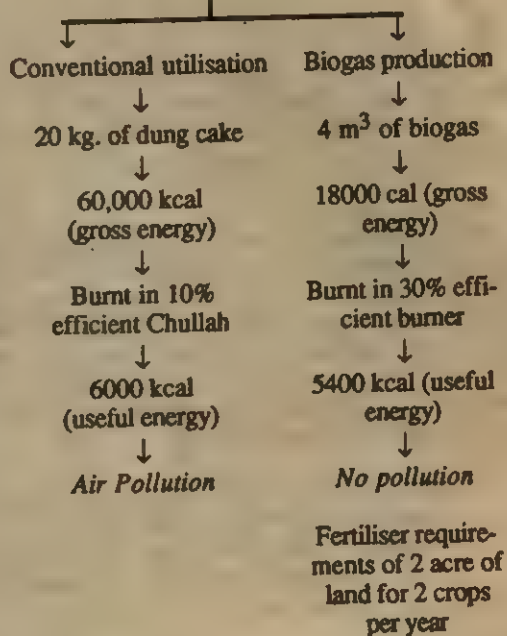 Conventional utilisation
20 kg. of dung cake
60,000 kcal
(gross energy)
Burnt in 10%
efficient Chullah
6000 kcal
(useful energy)
Air Pollution
Biogas production
4 m³ of biogas
18000 cal (gross
energy)
Burnt in 30% effi-
cient burner
5400 kcal (useful
energy)
No pollution
Fertiliser require-
ments of 2 acre of
land for 2 crops
per year